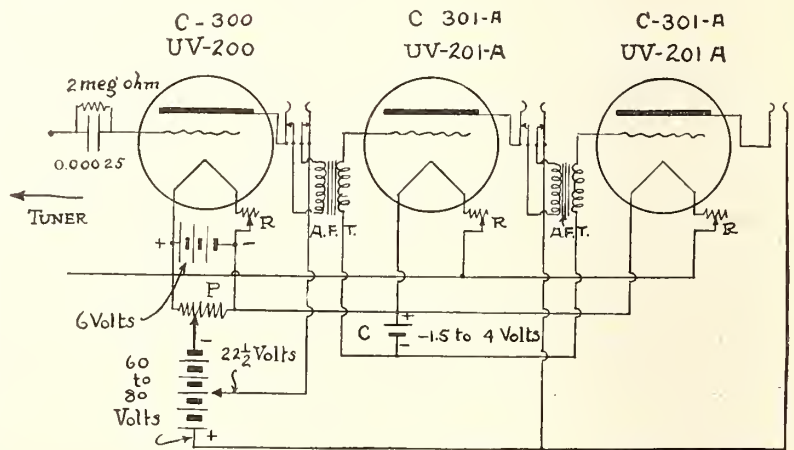 C-300
UV-200
C 301-A
UV-201-A
C-301-A
UV-201 A
2 meg ohm
0.00025
TUNER
R
A.F.T.
R
A.F.T.
R
+
-
P
6 Volts
-
22½ Volts
60
to
80
Volts
+
C
+
-
-1.5 to 4 Volts